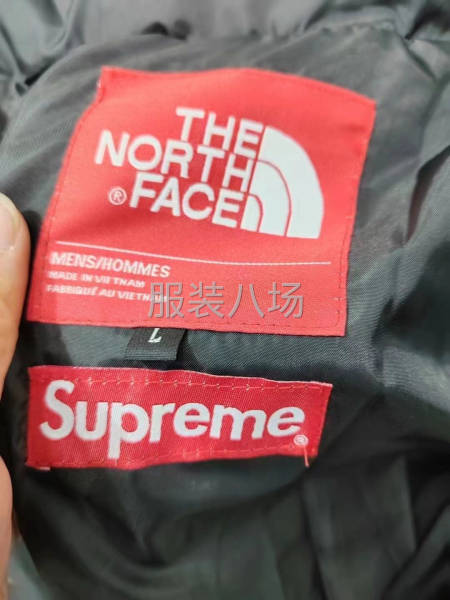 THE
NORTH
®FACE
MENS/HOMMES
MADE IN VIETNAM
FABRIQUÉ AU VIETNAM
服装八场
L
Supreme®